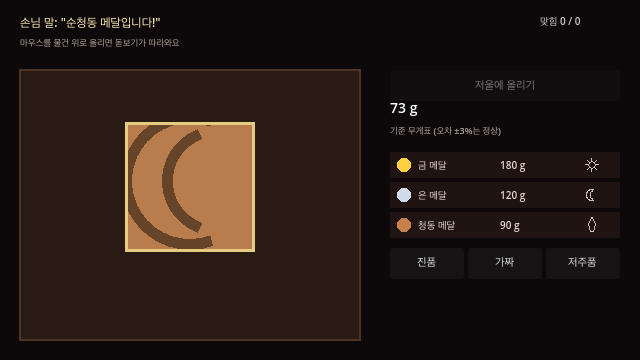 손님 말: "순청동 메달입니다!"
맞힘 0 / 0
마우스를 물건 위로 올리면 돋보기가 따라와요
저울에 올리기
73 g
기준 무게표 (오차 ±3%는 정상)
금 메달 180 g
은 메달 120 g
청동 메달 90 g
진품 가짜 저주품